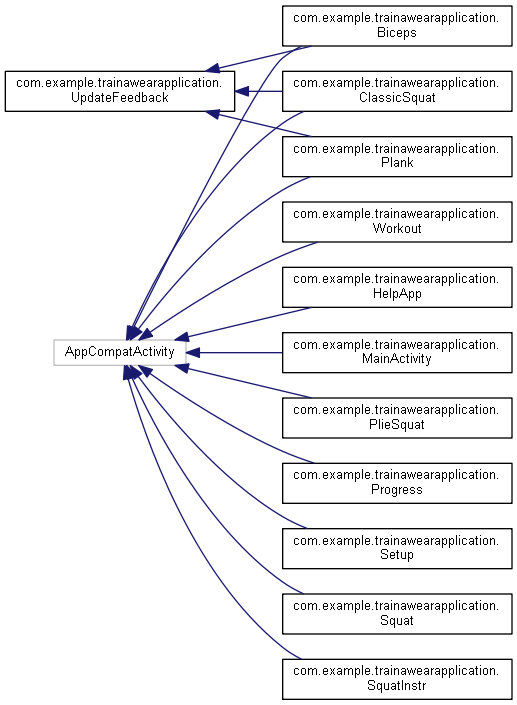 com.example.trainawearapplication.
Biceps
com.example.trainawearapplication.
UpdateFeedback
com.example.trainawearapplication.
ClassicSquat
com.example.trainawearapplication.
Plank
com.example.trainawearapplication.
Workout
com.example.trainawearapplication.
HelpApp
AppCompatActivity
com.example.trainawearapplication.
MainActivity
com.example.trainawearapplication.
PlieSquat
com.example.trainawearapplication.
Progress
com.example.trainawearapplication.
Setup
com.example.trainawearapplication.
Squat
com.example.trainawearapplication.
SquatInstr